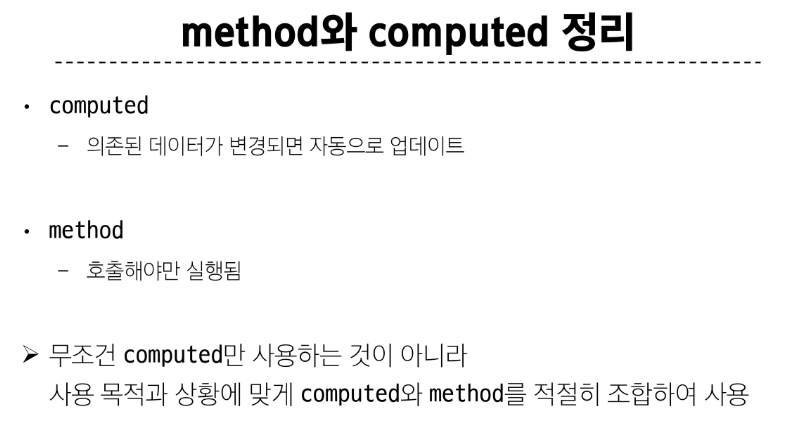 method와 computed 정리
• computed
– 의존된 데이터가 변경되면 자동으로 업데이트
• method
– 호출해야만 실행됨
➢ 무조건 computed만 사용하는 것이 아니라
사용 목적과 상황에 맞게 computed와 method를 적절히 조합하여 사용